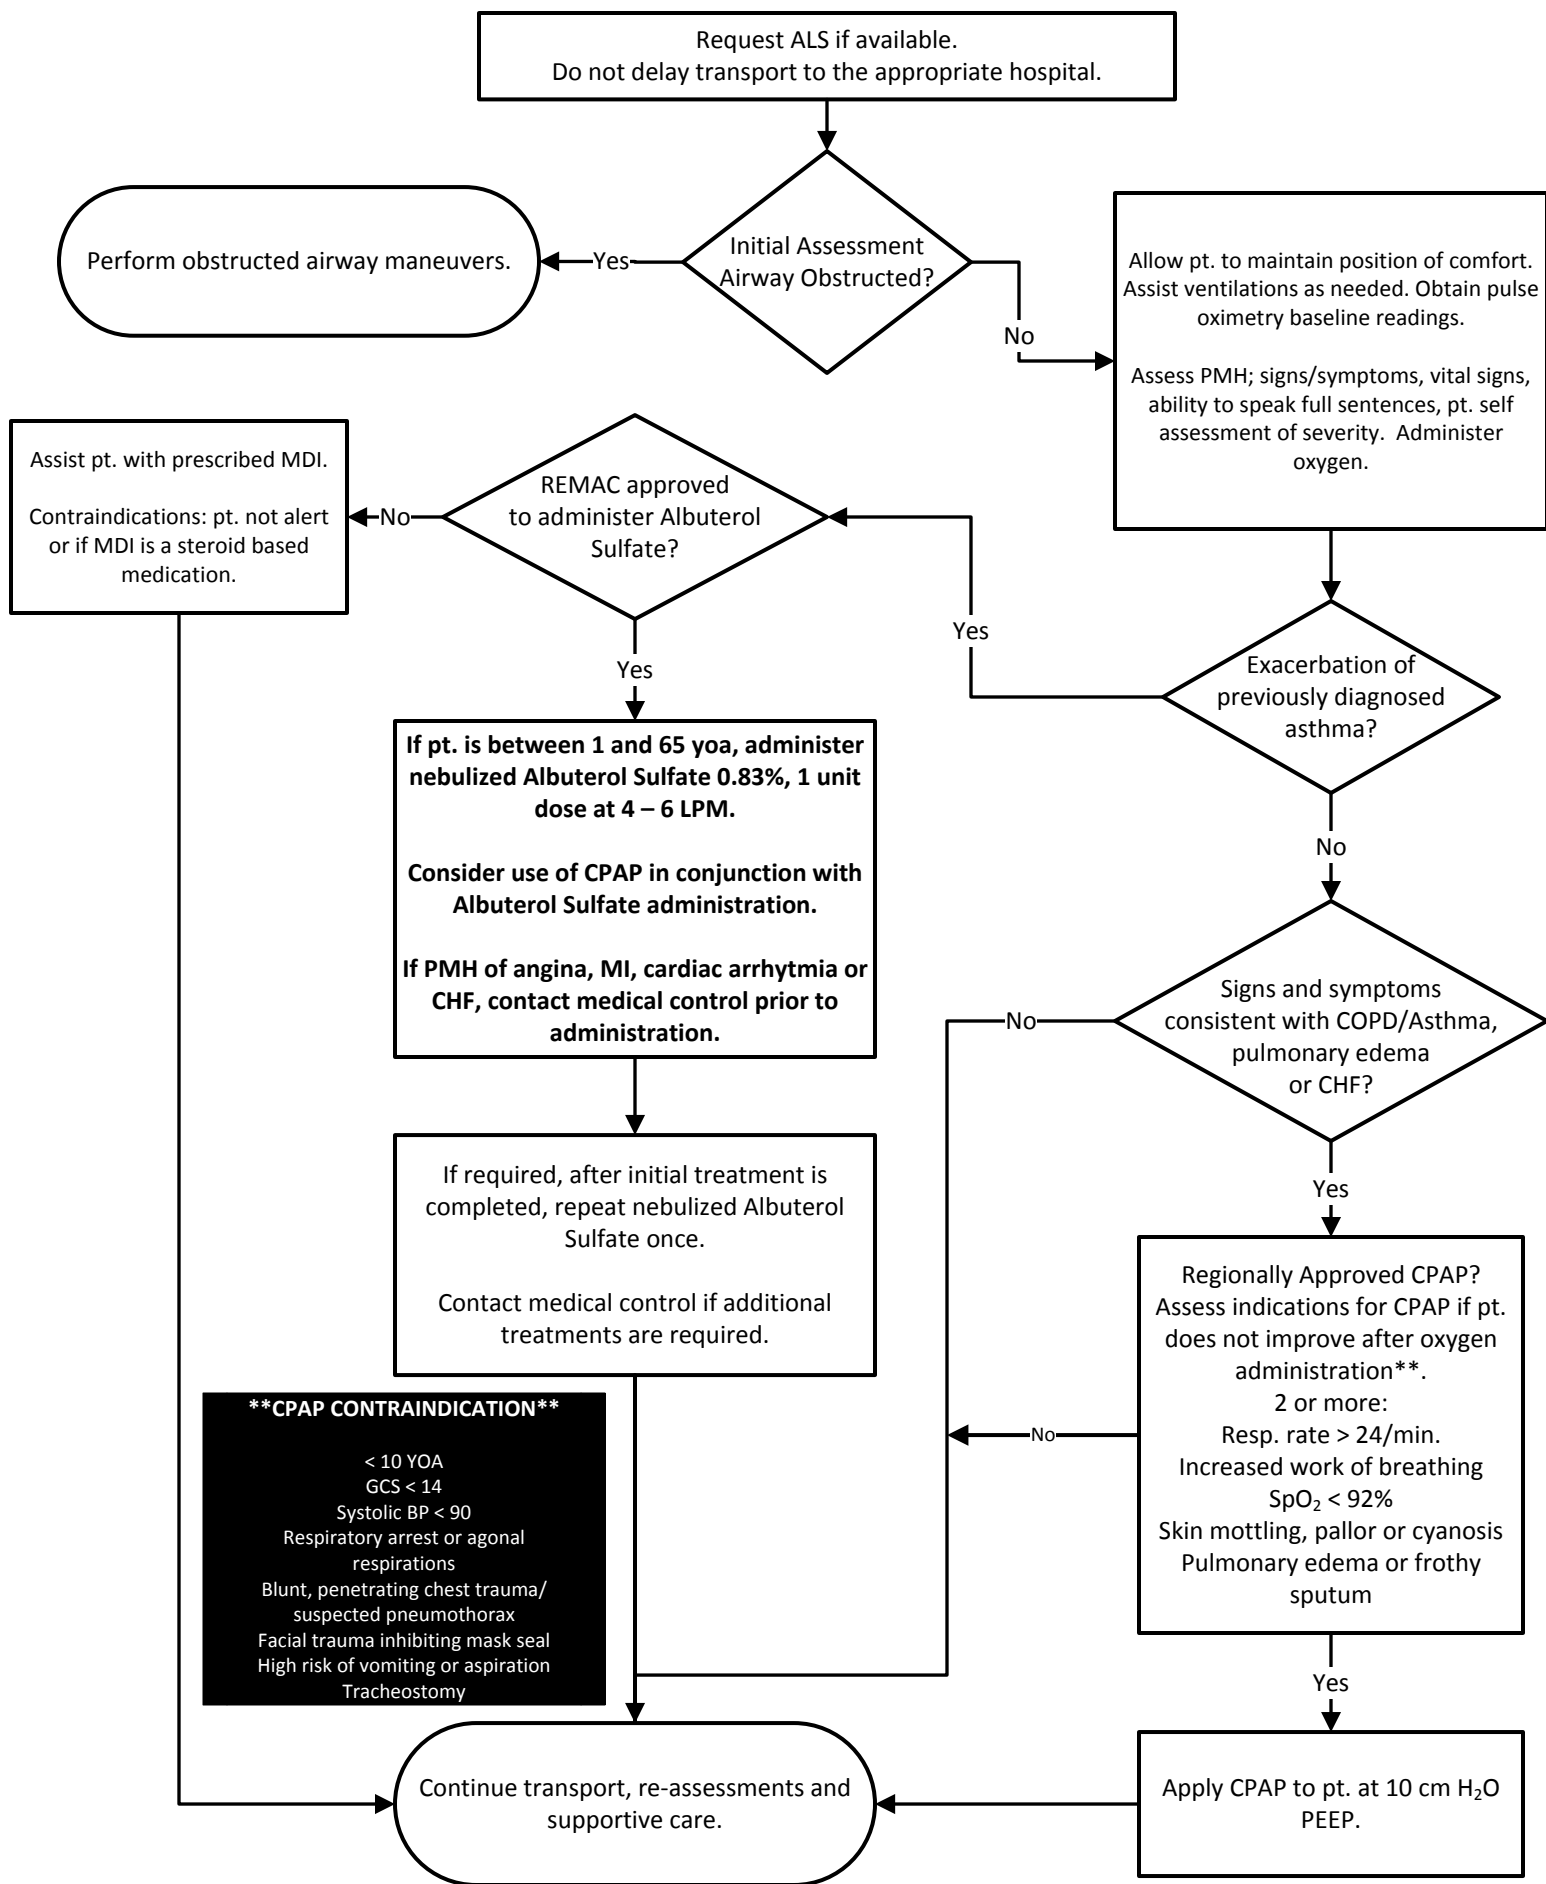 Request ALS if available.
Do not delay transport to the appropriate hospital.
Initial Assessment
Airway Obstructed?
Yes
Perform obstructed airway maneuvers.
No
Allow pt. to maintain position of comfort.
Assist ventilations as needed. Obtain pulse
oximetry baseline readings.
Assess PMH; signs/symptoms, vital signs,
ability to speak full sentences, pt. self
assessment of severity.  Administer
oxygen.
Exacerbation of
previously diagnosed
asthma?
Yes
REMAC approved
to administer Albuterol
Sulfate?
No
Assist pt. with prescribed MDI.
Contraindications: pt. not alert
or if MDI is a steroid based
medication.
Yes
If pt. is between 1 and 65 yoa, administer
nebulized Albuterol Sulfate 0.83%, 1 unit
dose at 4 – 6 LPM.
Consider use of CPAP in conjunction with
Albuterol Sulfate administration.
If PMH of angina, MI, cardiac arrhytmia or
CHF, contact medical control prior to
administration.
If required, after initial treatment is
completed, repeat nebulized Albuterol
Sulfate once.
Contact medical control if additional
treatments are required.
No
Signs and symptoms
consistent with COPD/Asthma,
pulmonary edema
or CHF?
No
Yes
Regionally Approved CPAP?
Assess indications for CPAP if pt.
does not improve after oxygen
administration**.
2 or more:
Resp. rate > 24/min.
Increased work of breathing
SpO₂ < 92%
Skin mottling, pallor or cyanosis
Pulmonary edema or frothy
sputum
No
Yes
Apply CPAP to pt. at 10 cm H₂O
PEEP.
**CPAP CONTRAINDICATION**
< 10 YOA
GCS < 14
Systolic BP < 90
Respiratory arrest or agonal
respirations
Blunt, penetrating chest trauma/
suspected pneumothorax
Facial trauma inhibiting mask seal
High risk of vomiting or aspiration
Tracheostomy
Continue transport, re-assessments and
supportive care.